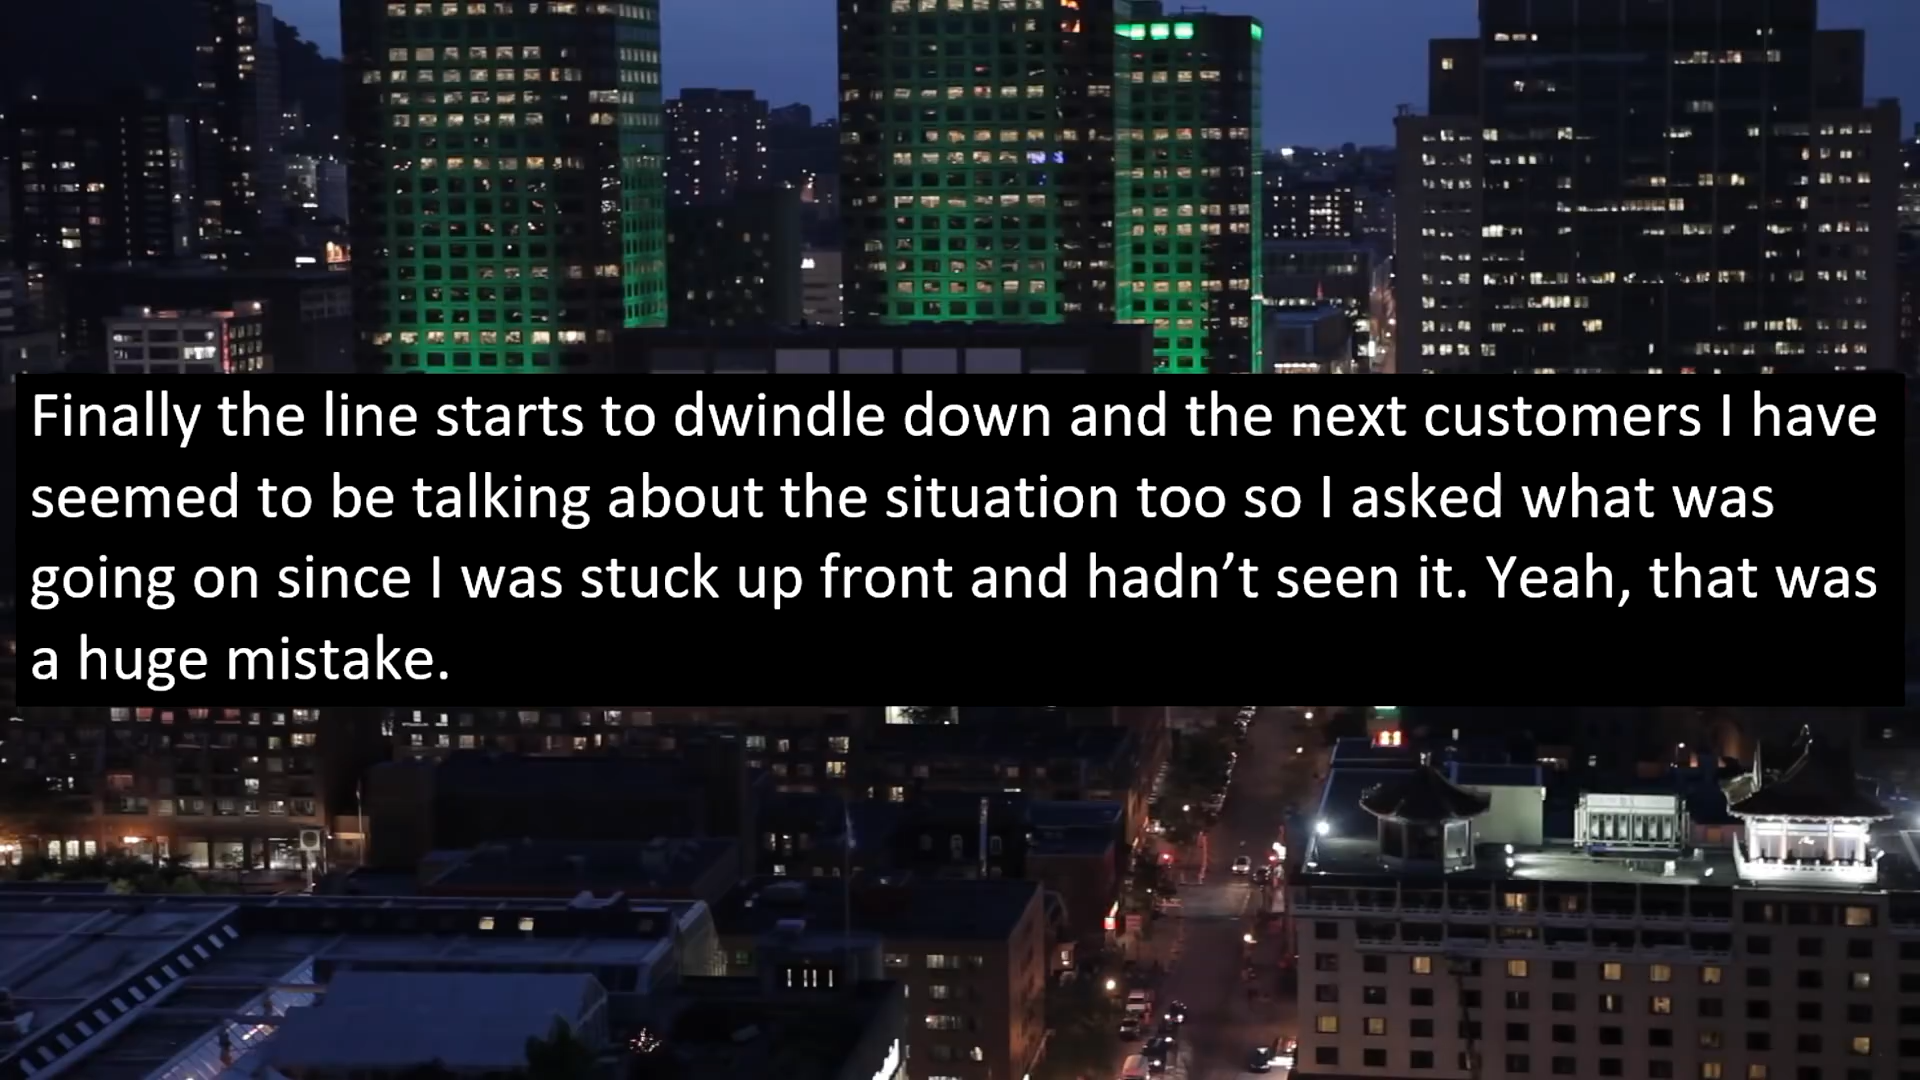 Finally the line starts to dwindle down and the next customers I have
seemed to be talking about the situation too so I asked what was
going on since I was stuck up front and hadn’t seen it. Yeah, that was
a huge mistake.